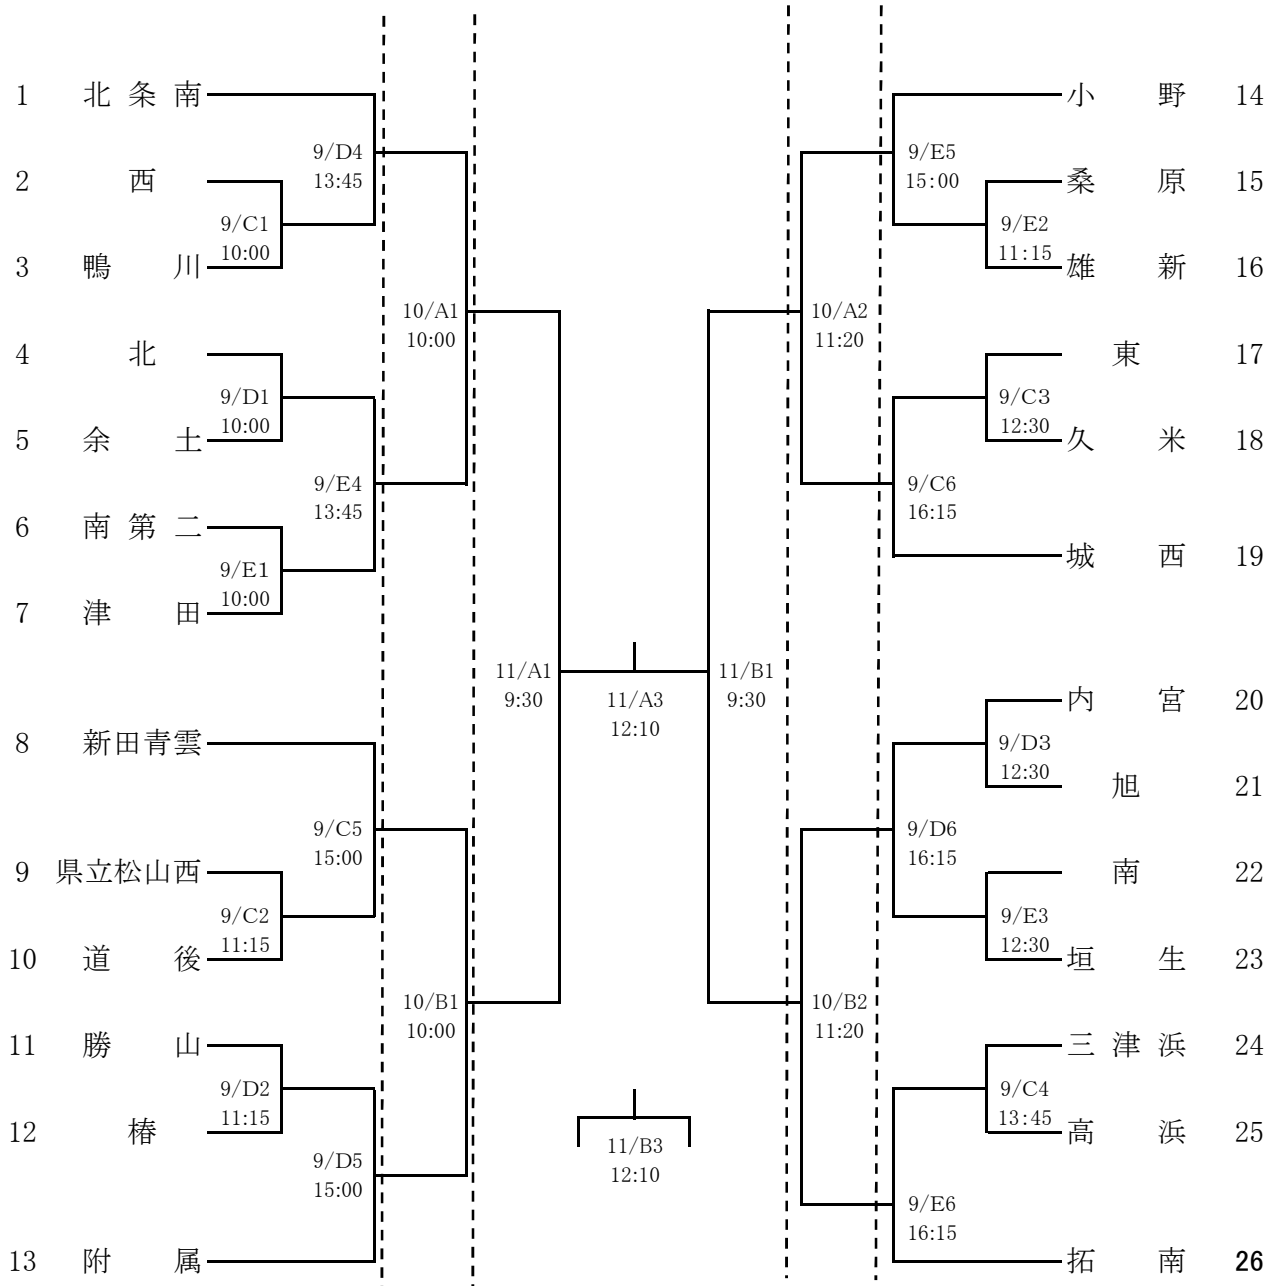 1 北条南
2 西
3 鴨川
4 北
5 余土
6 南第二
7 津田
8 新田青雲
9 県立松山西
10 道後
11 勝山
12 椿
13 附属
9/C1
10:00
9/D1
10:00
9/E1
10:00
9/C2
11:15
9/D2
11:15
9/D4
13:45
9/E4
13:45
9/C5
15:00
9/D5
15:00
10/A1
10:00
10/B1
10:00
11/A1
9:30
11/A3
12:10
11/B3
12:10
11/B1
9:30
10/A2
11:20
10/B2
11:20
9/E5
15:00
9/C6
16:15
9/D6
16:15
9/E6
16:15
9/E2
11:15
9/C3
12:30
9/D3
12:30
9/E3
12:30
9/C4
13:45
小野 14
桑原 15
雄新 16
東 17
久米 18
城西 19
内宮 20
旭 21
南 22
垣生 23
三津浜 24
高浜 25
拓南 26